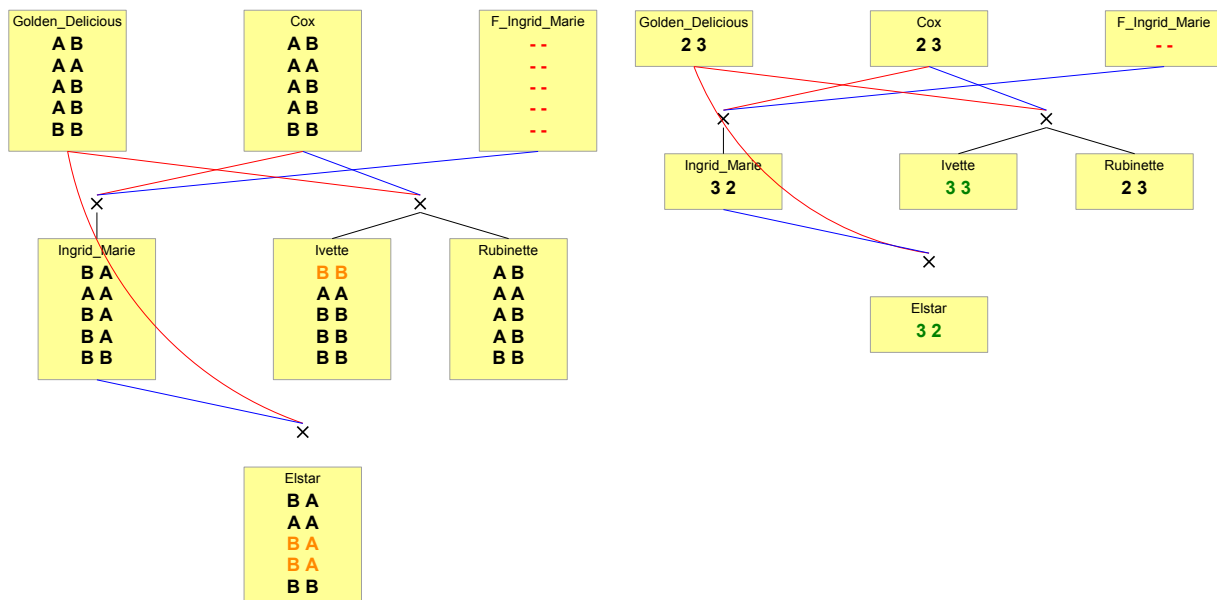 Golden_Delicious
A B
A A
A B
A B
B B
Cox
A B
A A
A B
A B
B B
F_Ingrid_Marie
- -
- -
- -
- -
- -
Ingrid_Marie
B A
A A
B A
B A
B B
Ivette
B B
A A
B B
B B
B B
Rubinette
A B
A A
A B
A B
B B
Elstar
B A
A A
B A
B A
B B
Golden_Delicious
2 3
Cox
2 3
F_Ingrid_Marie
- -
Ingrid_Marie
3 2
Ivette
3 3
Rubinette
2 3
Elstar
3 2